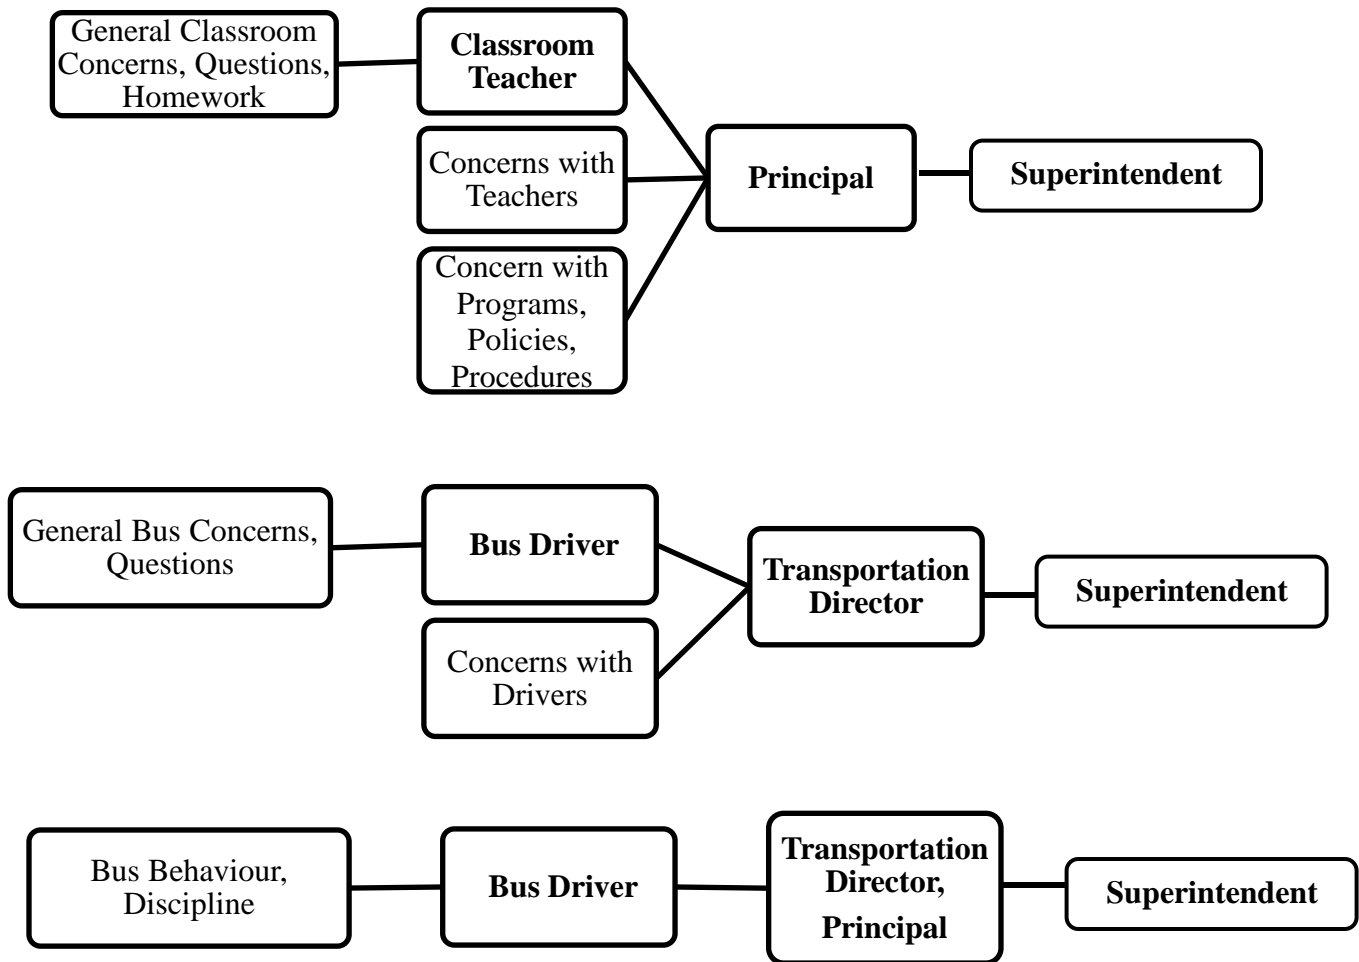 General Classroom
Concerns, Questions,
Homework
Classroom
Teacher
Concerns with
Teachers
Concern with
Programs,
Policies,
Procedures
Principal
Superintendent
General Bus Concerns,
Questions
Bus Driver
Concerns with
Drivers
Transportation
Director
Superintendent
Bus Behaviour,
Discipline
Bus Driver
Transportation
Director,
Principal
Superintendent